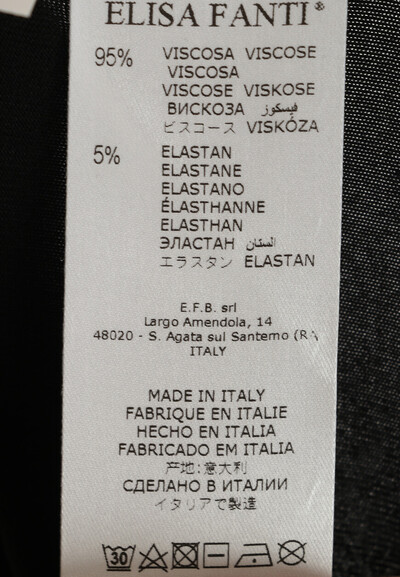 ELISA FANTI®
95% VISCOSA VISCOSE
VISCOSA
VISCOSE VISKOSE
ВИСКОЗА فيسكوز
ビスコース VISKÓZA
5% ELASTAN
ELASTANE
ELASTANO
ÉLASTHANNE
ELASTHAN
ЭЛАСТАН الستان
エラスタン ELASTAN
E.F.B. srl
Largo Amendola, 14
48020 - S. Agata sul Santerno (RA
ITALY
MADE IN ITALY
FABRIQUE EN ITALIE
HECHO EN ITALIA
FABRICADO EM ITALIA
产地:意大利
СДЕЛАНО В ИТАЛИИ
イタリアで製造
30